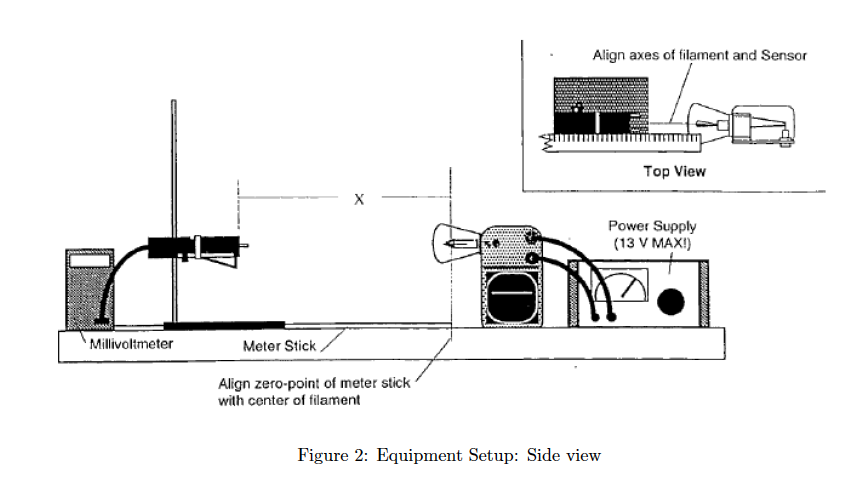 Align axes of filament and Sensor
Top View
X
Power Supply
(13 V MAX!)
Millivoltmeter
Meter Stick
Align zero-point of meter stick
with center of filament
Figure 2: Equipment Setup: Side view